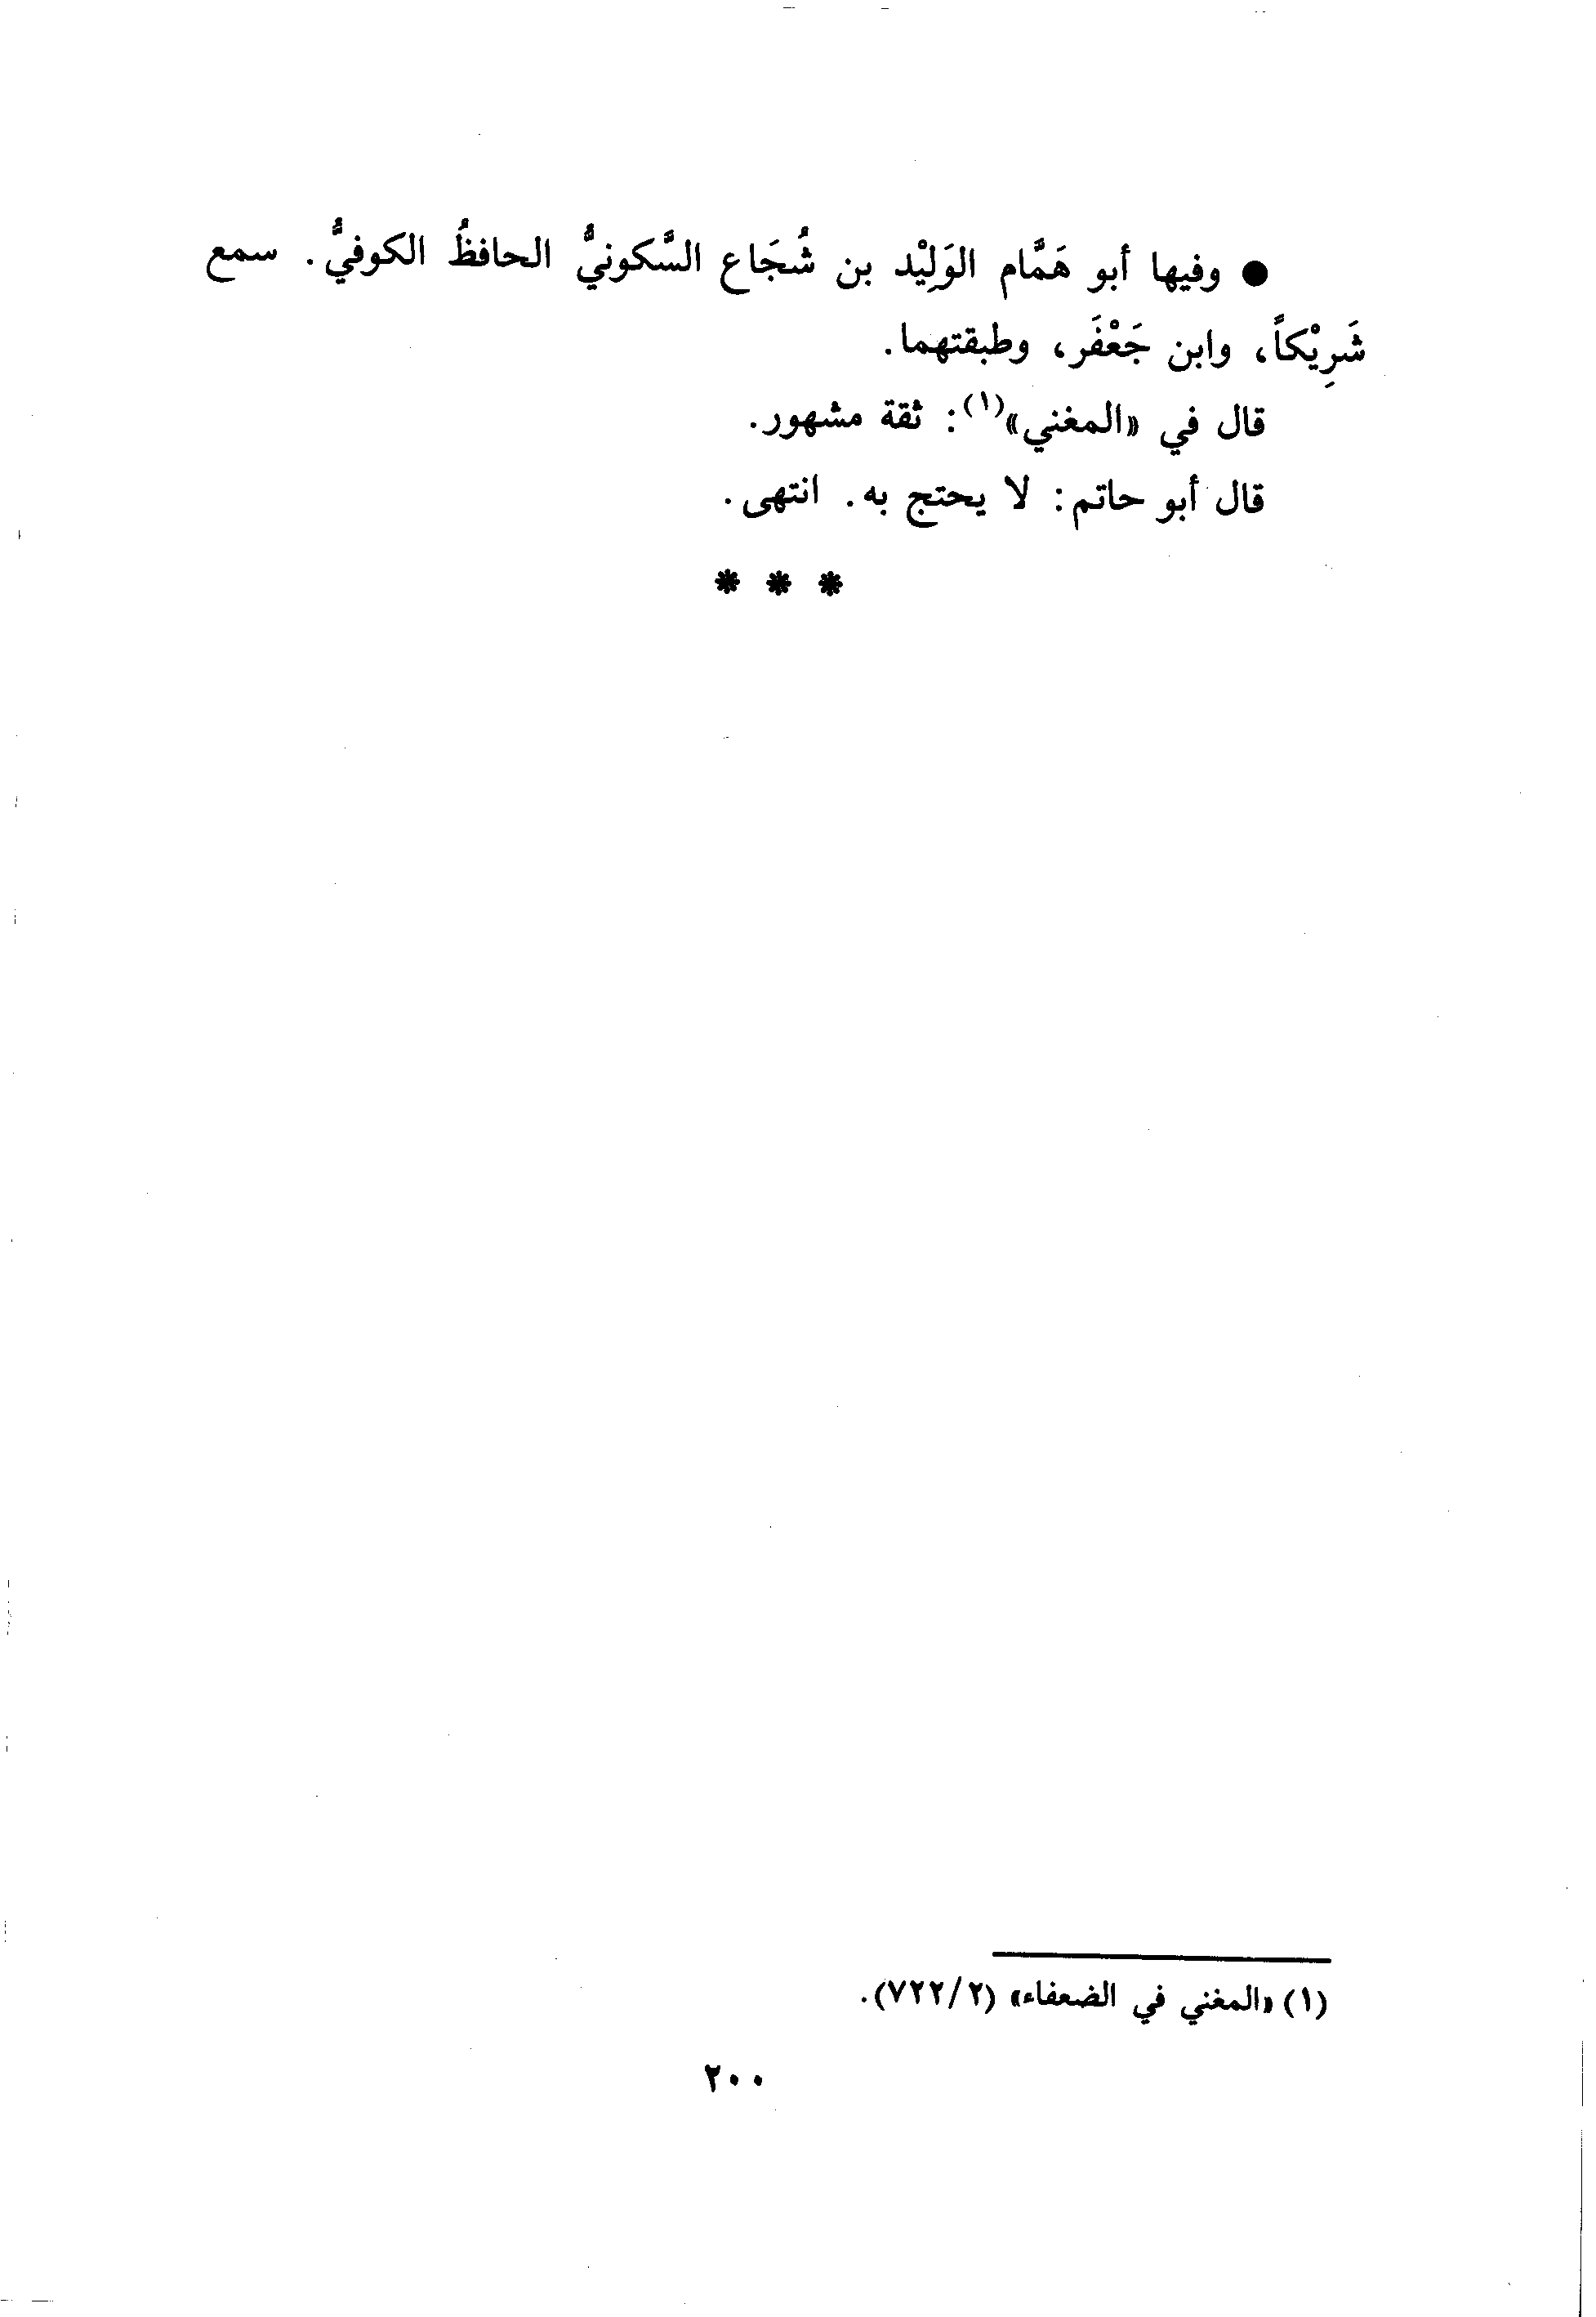 ● وفيها أبو هَمَّام الوَلِيْد بن شُجَاع السَّكونيُّ الحافظُ الكوفيُّ. سمع
شَرِيْكاً، وابن جَعْفَر، وطبقتهما.
قال في «المغني»(١): ثقة مشهور.
قال أبو حاتم: لا يحتج به. انتهى.
* * *
(١) «المغني في الضعفاء» (٧٢٢/٢).
٢٠٠